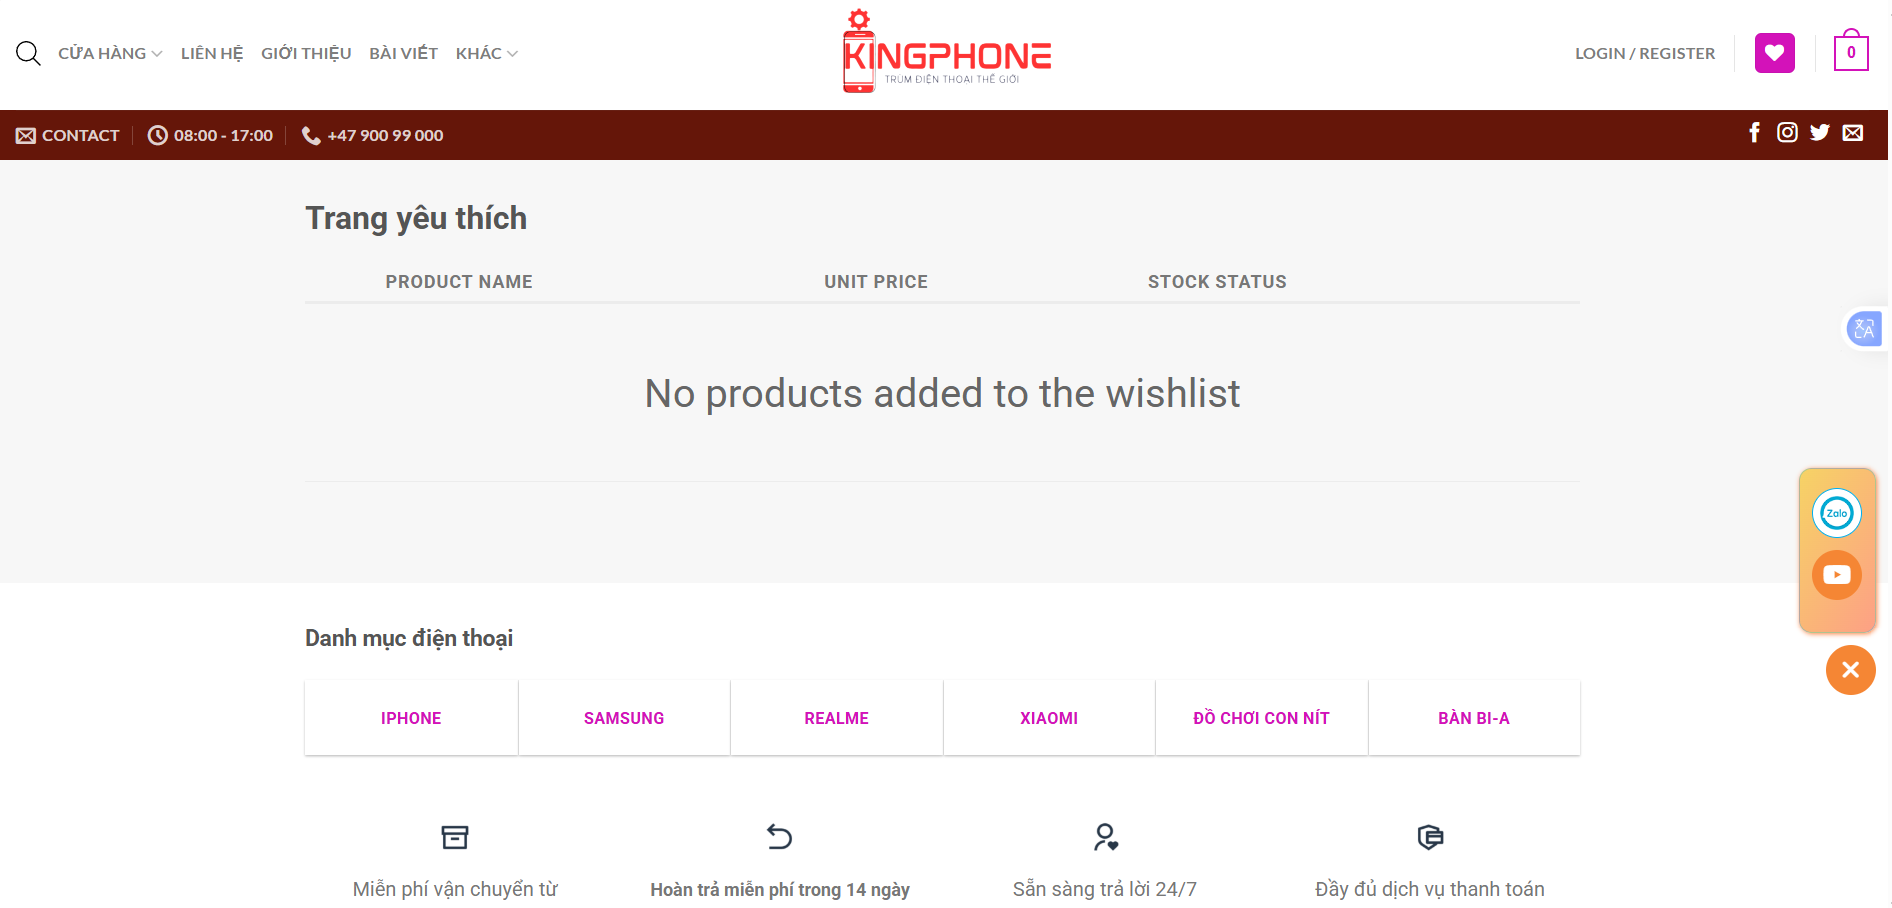 CỬA HÀNG
LIÊN HỆ
GIỚI THIỆU
BÀI VIẾT
KHÁC
KINGPHONE
TRÙM ĐIỆN THOẠI THẾ GIỚI
LOGIN / REGISTER
0
CONTACT
08:00 - 17:00
+47 900 99 000
Trang yêu thích
PRODUCT NAME
UNIT PRICE
STOCK STATUS
No products added to the wishlist
Zalo
Danh mục điện thoại
IPHONE
SAMSUNG
REALME
XIAOMI
ĐỒ CHƠI CON NÍT
BÀN BI-A
Miễn phí vận chuyển từ
Hoàn trả miễn phí trong 14 ngày
Sẵn sàng trả lời 24/7
Đầy đủ dịch vụ thanh toán